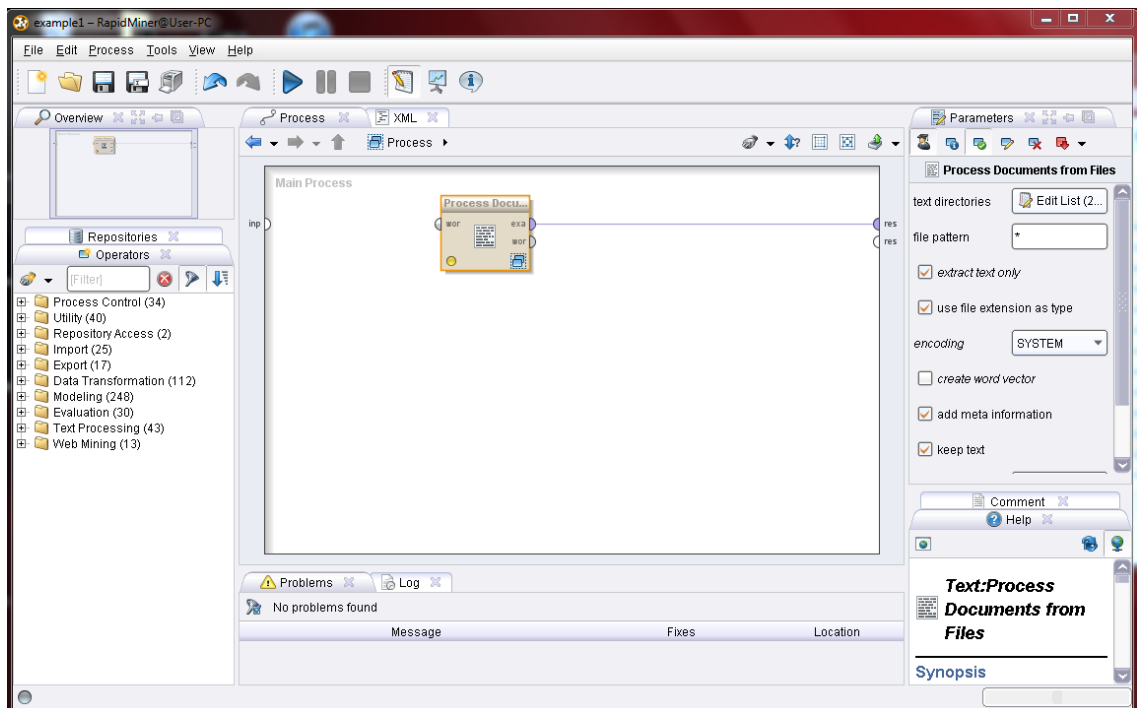 example1 – RapidMiner@User-PC
File Edit Process Tools View Help
Overview
Repositories
Operators
[Filter]
Process Control (34)
Utility (40)
Repository Access (2)
Import (25)
Export (17)
Data Transformation (112)
Modeling (248)
Evaluation (30)
Text Processing (43)
Web Mining (13)
Process XML
Process
Main Process
Process Docu...
inp
wor exa
wor
res
res
Problems Log
No problems found
Message Fixes Location
Parameters
Process Documents from Files
text directories Edit List (2...
file pattern *
extract text only
use file extension as type
encoding SYSTEM
create word vector
add meta information
keep text
Comment
Help
Text:Process
Documents from
Files
Synopsis